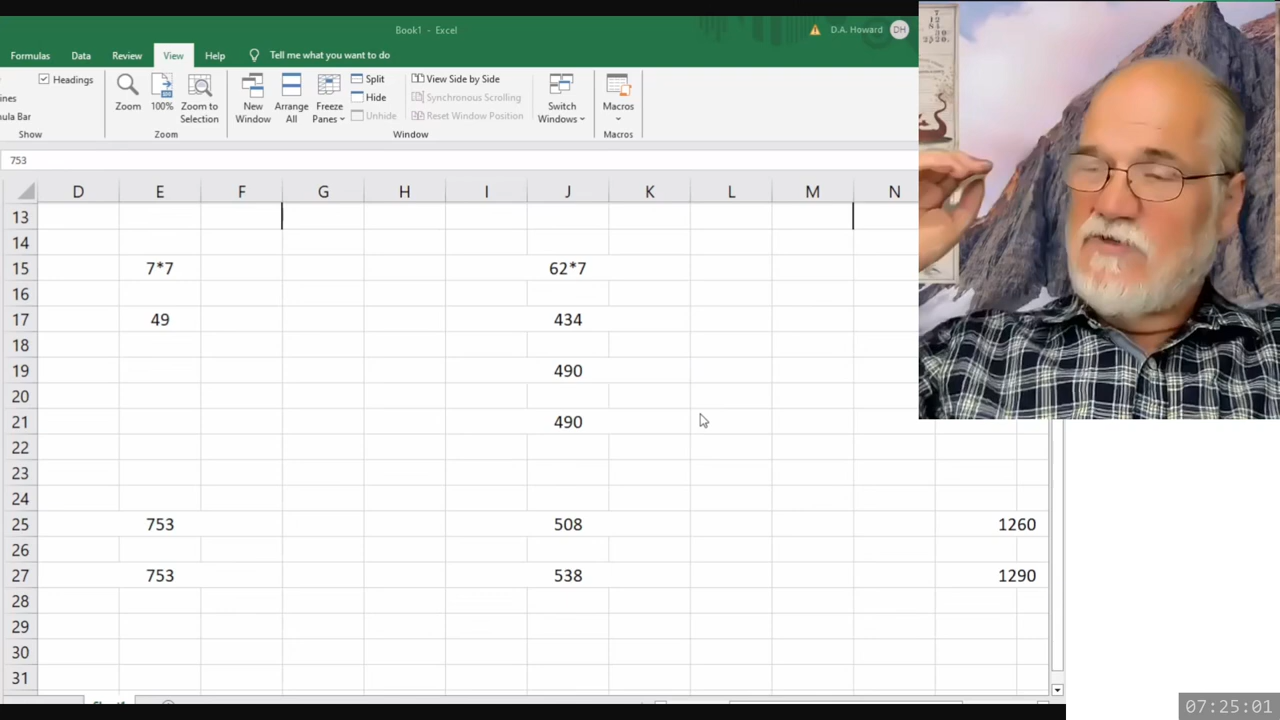 Book1 - Excel
D.A. Howard DH
Formulas Data Review View Help Tell me what you want to do
Headings
Zoom
100%
Zoom to Selection
New Window
Arrange All
Freeze Panes
Split
Hide
Unhide
View Side by Side
Synchronous Scrolling
Reset Window Position
Switch Windows
Macros
Show Zoom Window Macros
753
D E F G H I J K L M N
13
14
15 7*7 62*7
16
17 49 434
18
19 490
20
21 490
22
23
24
25 753 508 1260
26
27 753 538 1290
28
29
30
31
7
18
2520.
07:25:01